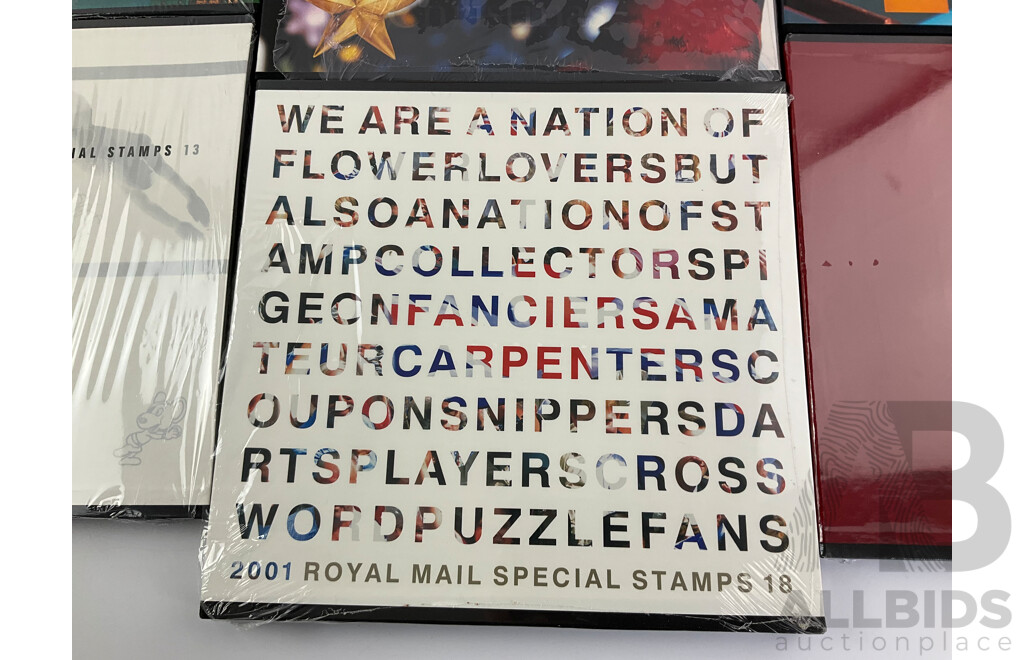 WE ARE A NATION OF
FLOWERLOVERSBUT
ALSOANATIONOFST
AMPCOLLECTORSPI
GEONFANCIERSAMA
TEURCARPENTERSC
OUPONSNIPPERSDA
RTSPLAYERSCROSS
WORDPUZZLEFANS
2001 ROYAL MAIL SPECIAL STAMPS 18
STAMPS 13
AB
ALLBIDS
auctionplace